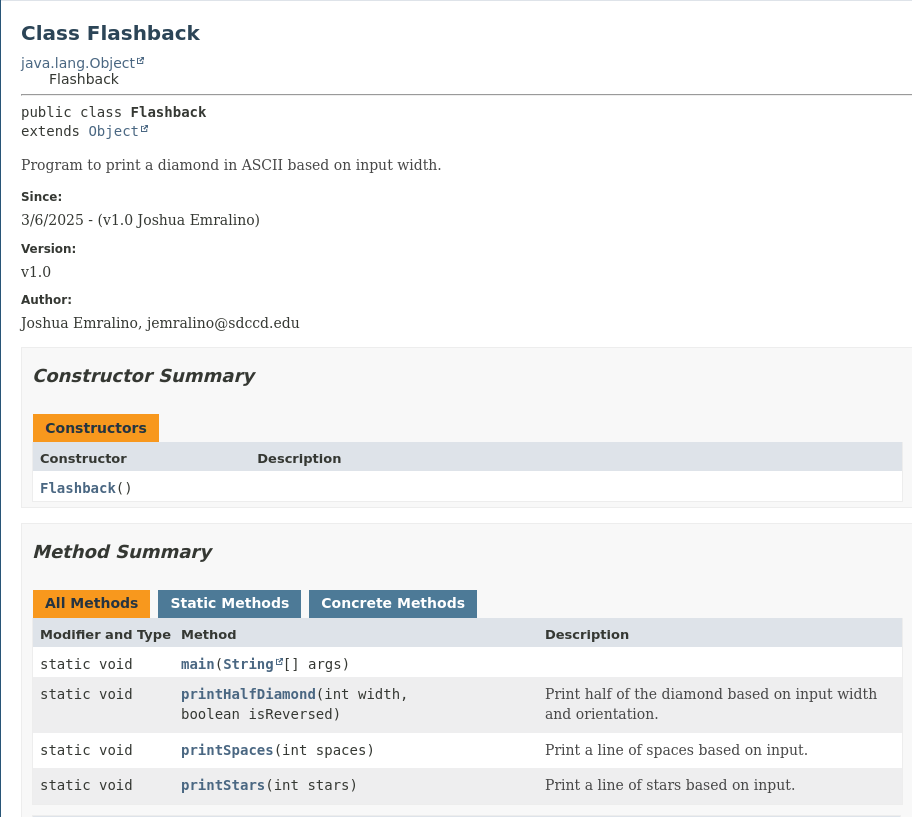 Class Flashback
java.lang.Object
Flashback
public class Flashback
extends Object
Program to print a diamond in ASCII based on input width.
Since:
3/6/2025 - (v1.0 Joshua Emralino)
Version:
v1.0
Author:
Joshua Emralino, jemralino@sdccd.edu
Constructor Summary
Constructors
Constructor Description
Flashback()
Method Summary
All Methods Static Methods Concrete Methods
Modifier and Type Method Description
static void main(String[] args)
static void printHalfDiamond(int width, Print half of the diamond based on input width
boolean isReversed) and orientation.
static void printSpaces(int spaces) Print a line of spaces based on input.
static void printStars(int stars) Print a line of stars based on input.